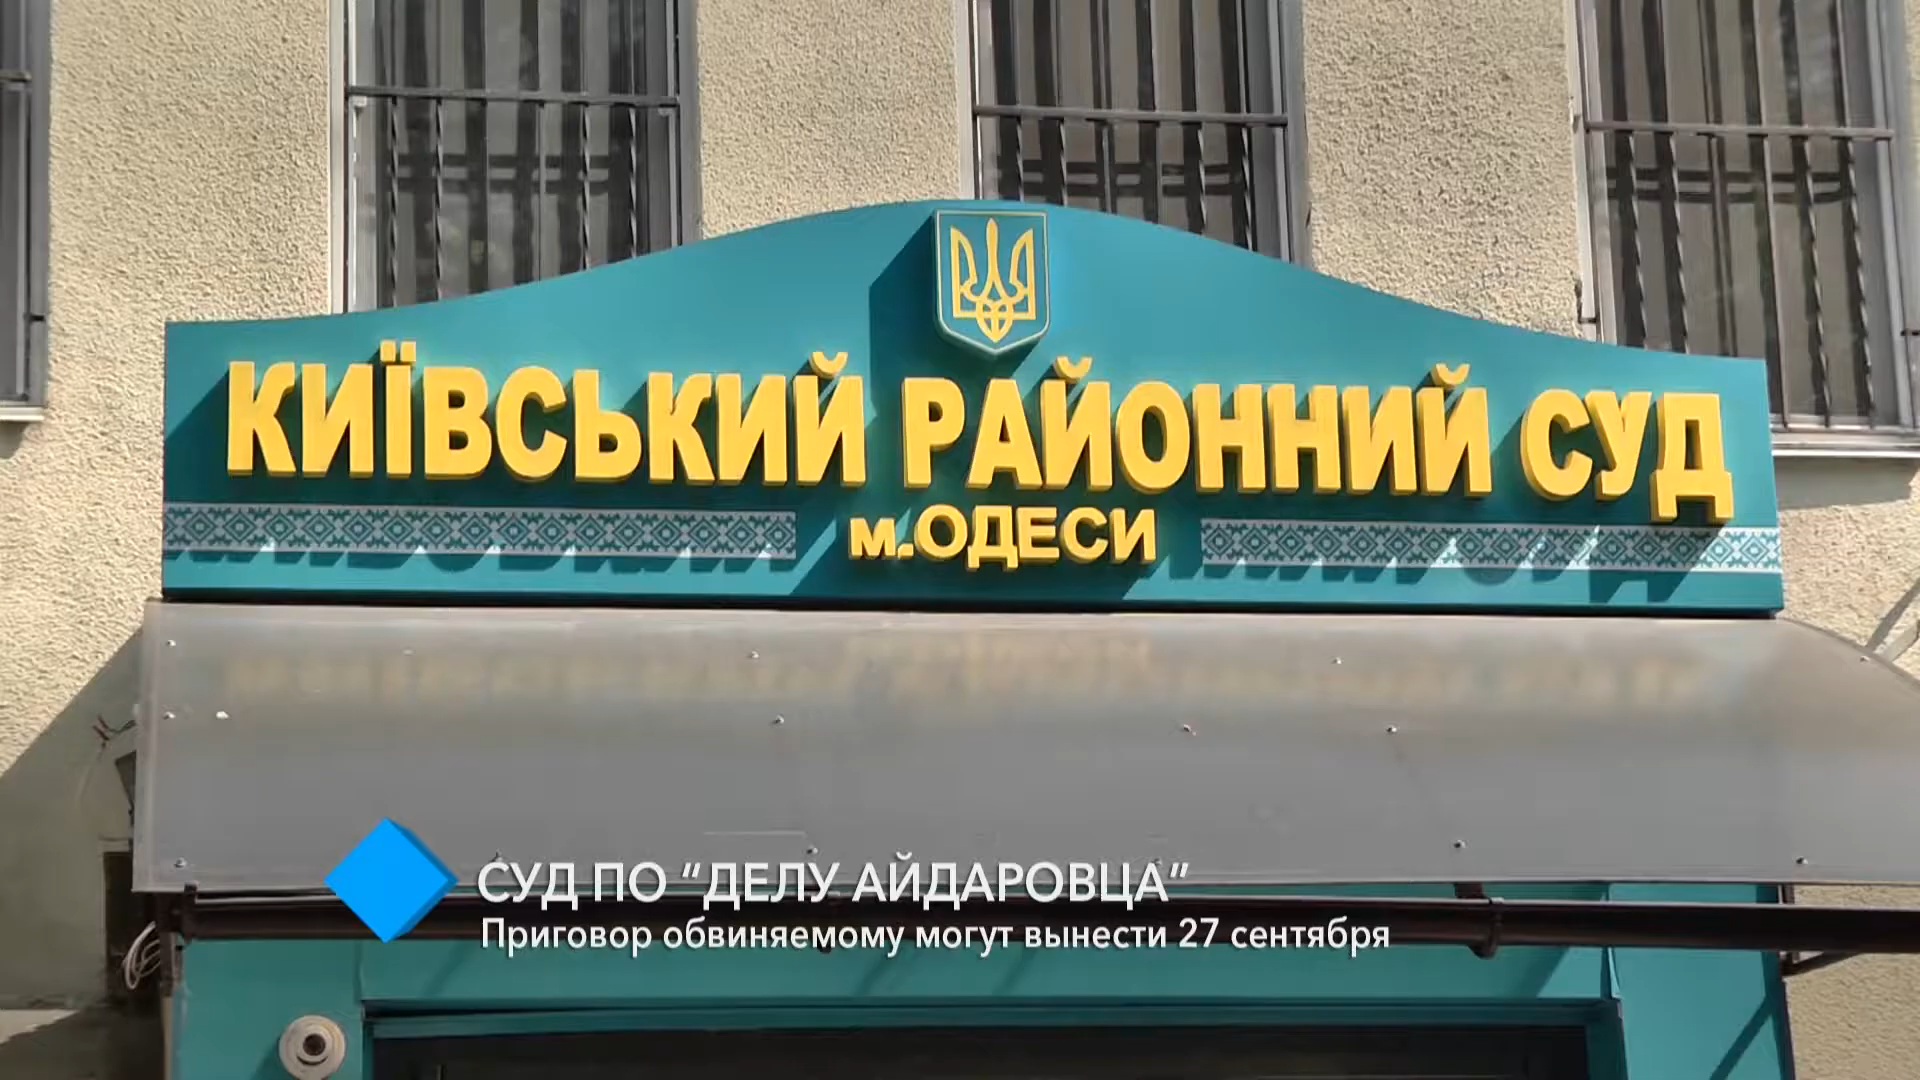 КИЇВСЬКИЙ РАЙОННИЙ СУД
м.ОДЕСИ
СУД ПО “ДЕЛУ АЙДАРОВЦА”
Приговор обвиняемому могут вынести 27 сентября